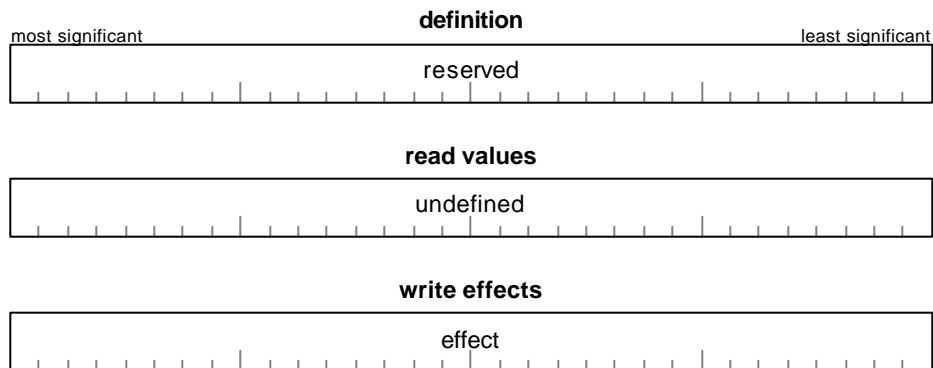 definition
most significant least significant
reserved
read values
undefined
write effects
effect